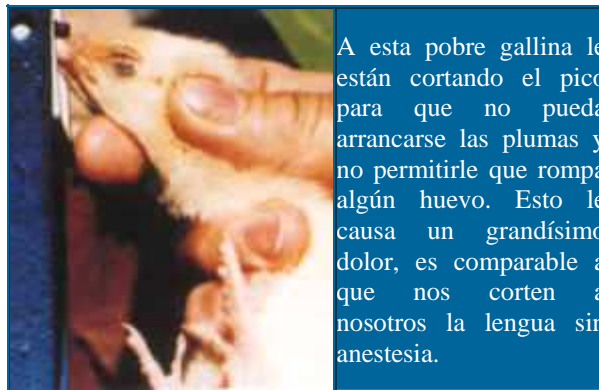 A esta pobre gallina le
están cortando el pico
para que no pueda
arrancarse las plumas y
no permitirle que rompa
algún huevo. Esto le
causa un grandísimo
dolor, es comparable a
que nos corten a
nosotros la lengua sin
anestesia.